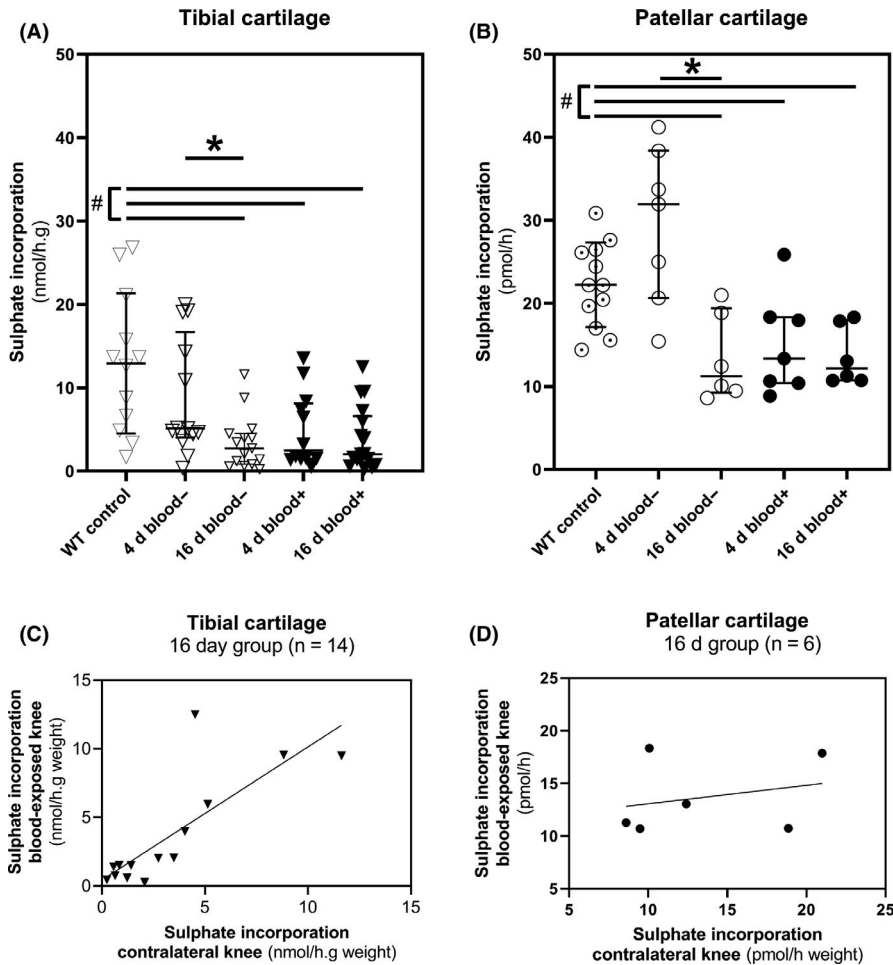 (A)
Tibial cartilage
50
40
30
20
10
0
Sulphate incorporation
(nmol/h.g)
*
#
WT control
4 d blood–
16 d blood–
4 d blood+
16 d blood+
(B)
Patellar cartilage
50
40
30
20
10
0
Sulphate incorporation
(pmol/h)
*
#
WT control
4 d blood–
16 d blood–
4 d blood+
16 d blood+
(C)
Tibial cartilage
16 day group (n = 14)
15
10
5
0
Sulphate incorporation
blood-exposed knee
(nmol/h.g weight)
0 5 10 15
Sulphate incorporation
contralateral knee (nmol/h.g weight)
(D)
Patellar cartilage
16 d group (n = 6)
25
20
15
10
5
Sulphate incorporation
blood-exposed knee
(pmol/h)
5 10 15 20 25
Sulphate incorporation
contralateral knee (pmol/h weight)